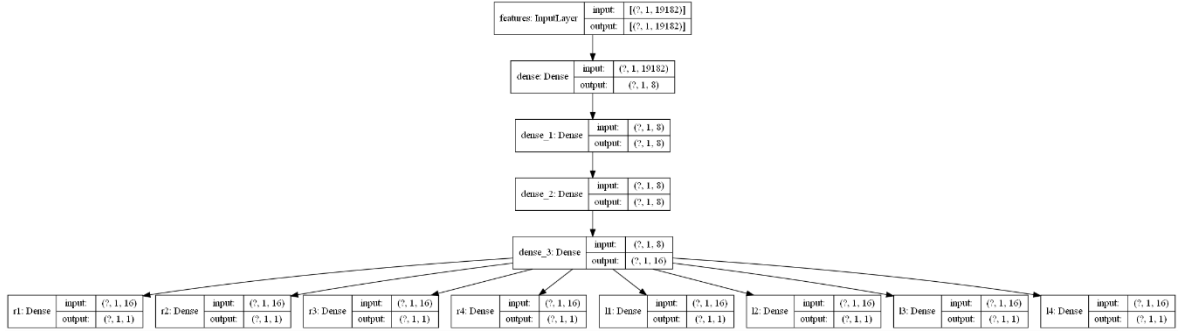 features: InputLayer input: [(?, 1, 19182)]
output: [(?, 1, 19182)]
dense: Dense input: (?, 1, 19182)
output: (?, 1, 8)
dense_1: Dense input: (?, 1, 8)
output: (?, 1, 8)
dense_2: Dense input: (?, 1, 8)
output: (?, 1, 8)
dense_3: Dense input: (?, 1, 8)
output: (?, 1, 16)
r1: Dense input: (?, 1, 16)
output: (?, 1, 1)
r2: Dense input: (?, 1, 16)
output: (?, 1, 1)
r3: Dense input: (?, 1, 16)
output: (?, 1, 1)
r4: Dense input: (?, 1, 16)
output: (?, 1, 1)
l1: Dense input: (?, 1, 16)
output: (?, 1, 1)
l2: Dense input: (?, 1, 16)
output: (?, 1, 1)
l3: Dense input: (?, 1, 16)
output: (?, 1, 1)
l4: Dense input: (?, 1, 16)
output: (?, 1, 1)